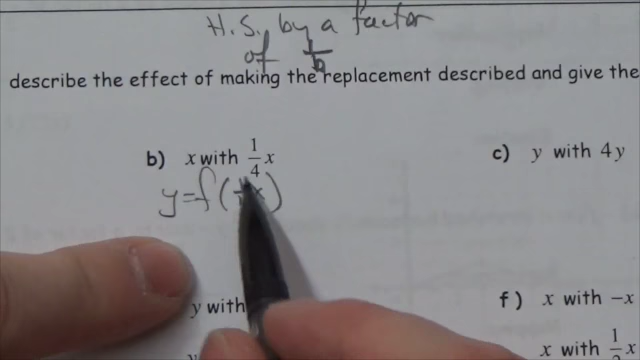 H.S. by a factor
of 1/b
describe the effect of making the replacement described and give the
b) x with 1/4 x
c) y with 4y
y=f(
y with
f) x with -x
x with 1/2 x